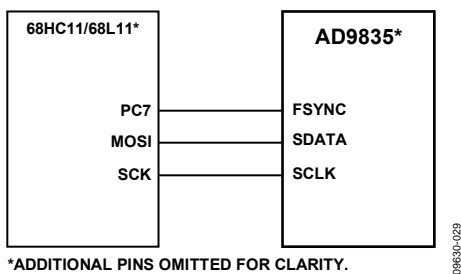 68HC11/68L11*
AD9835*
PC7
FSYNC
MOSI
SDATA
SCK
SCLK
*ADDITIONAL PINS OMITTED FOR CLARITY.
09630-029